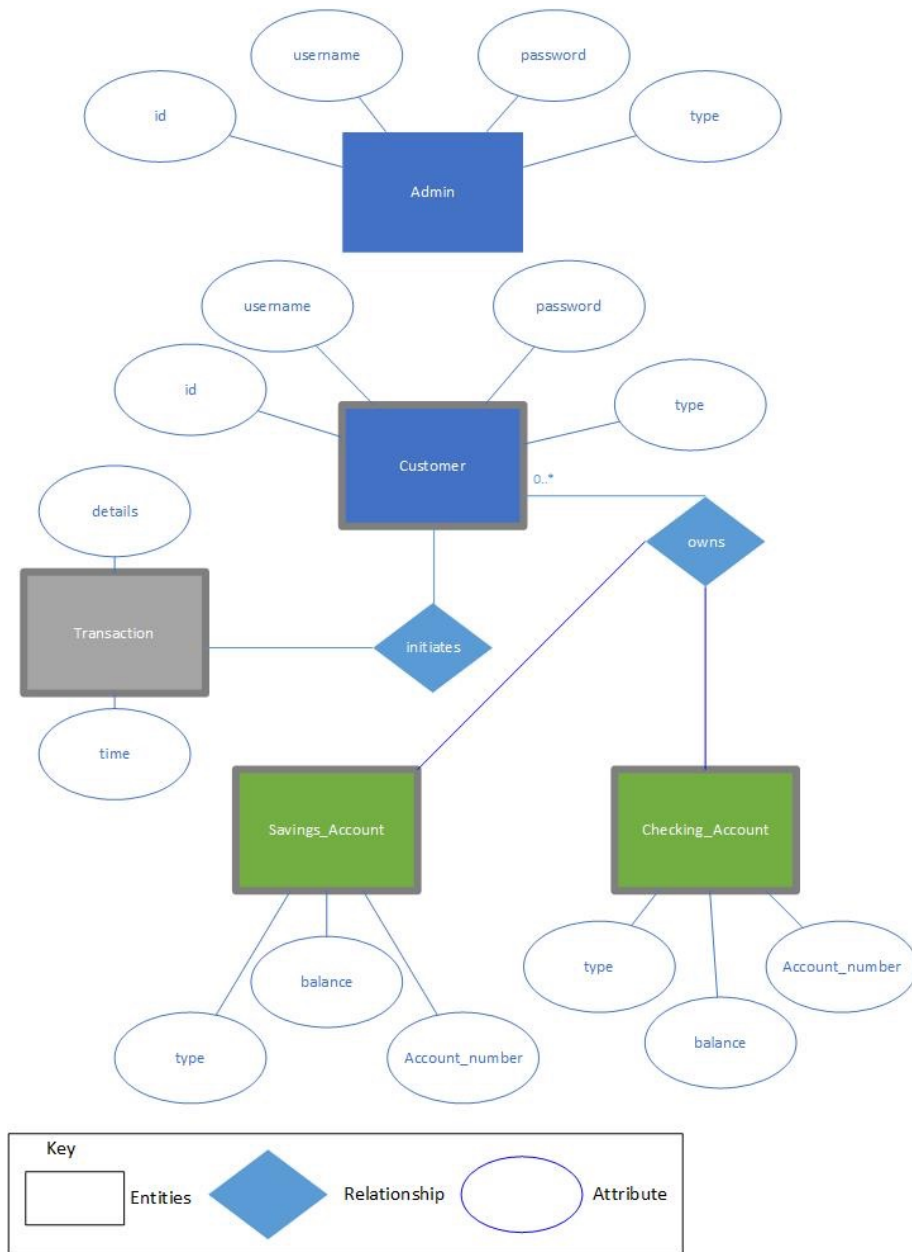 username
password
id
type
Admin
username
password
id
type
Customer
0..*
details
owns
Transaction
initiates
time
Savings_Account
Checking_Account
balance
type
Account_number
type
Account_number
balance
Key
Entities
Relationship
Attribute